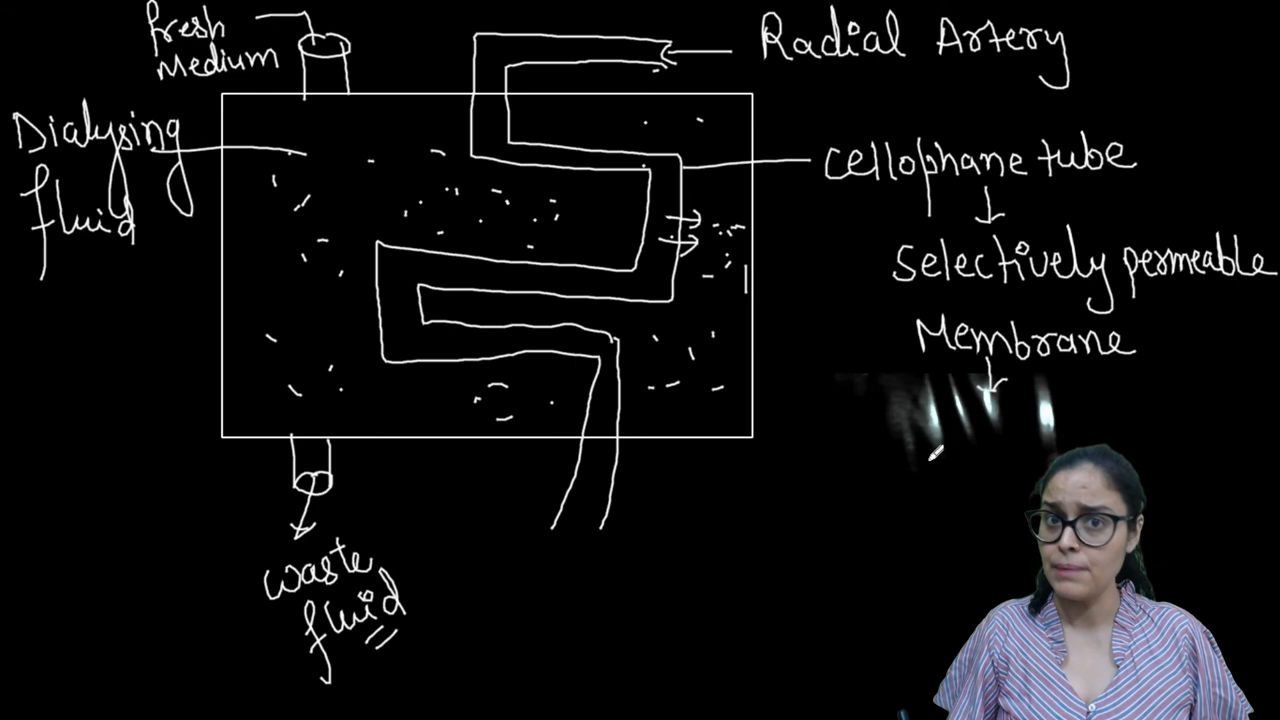 fresh
Medium
Radial Artery
Dialysing
fluid
cellophane tube
Selectively permeable
Membrane
waste
fluid